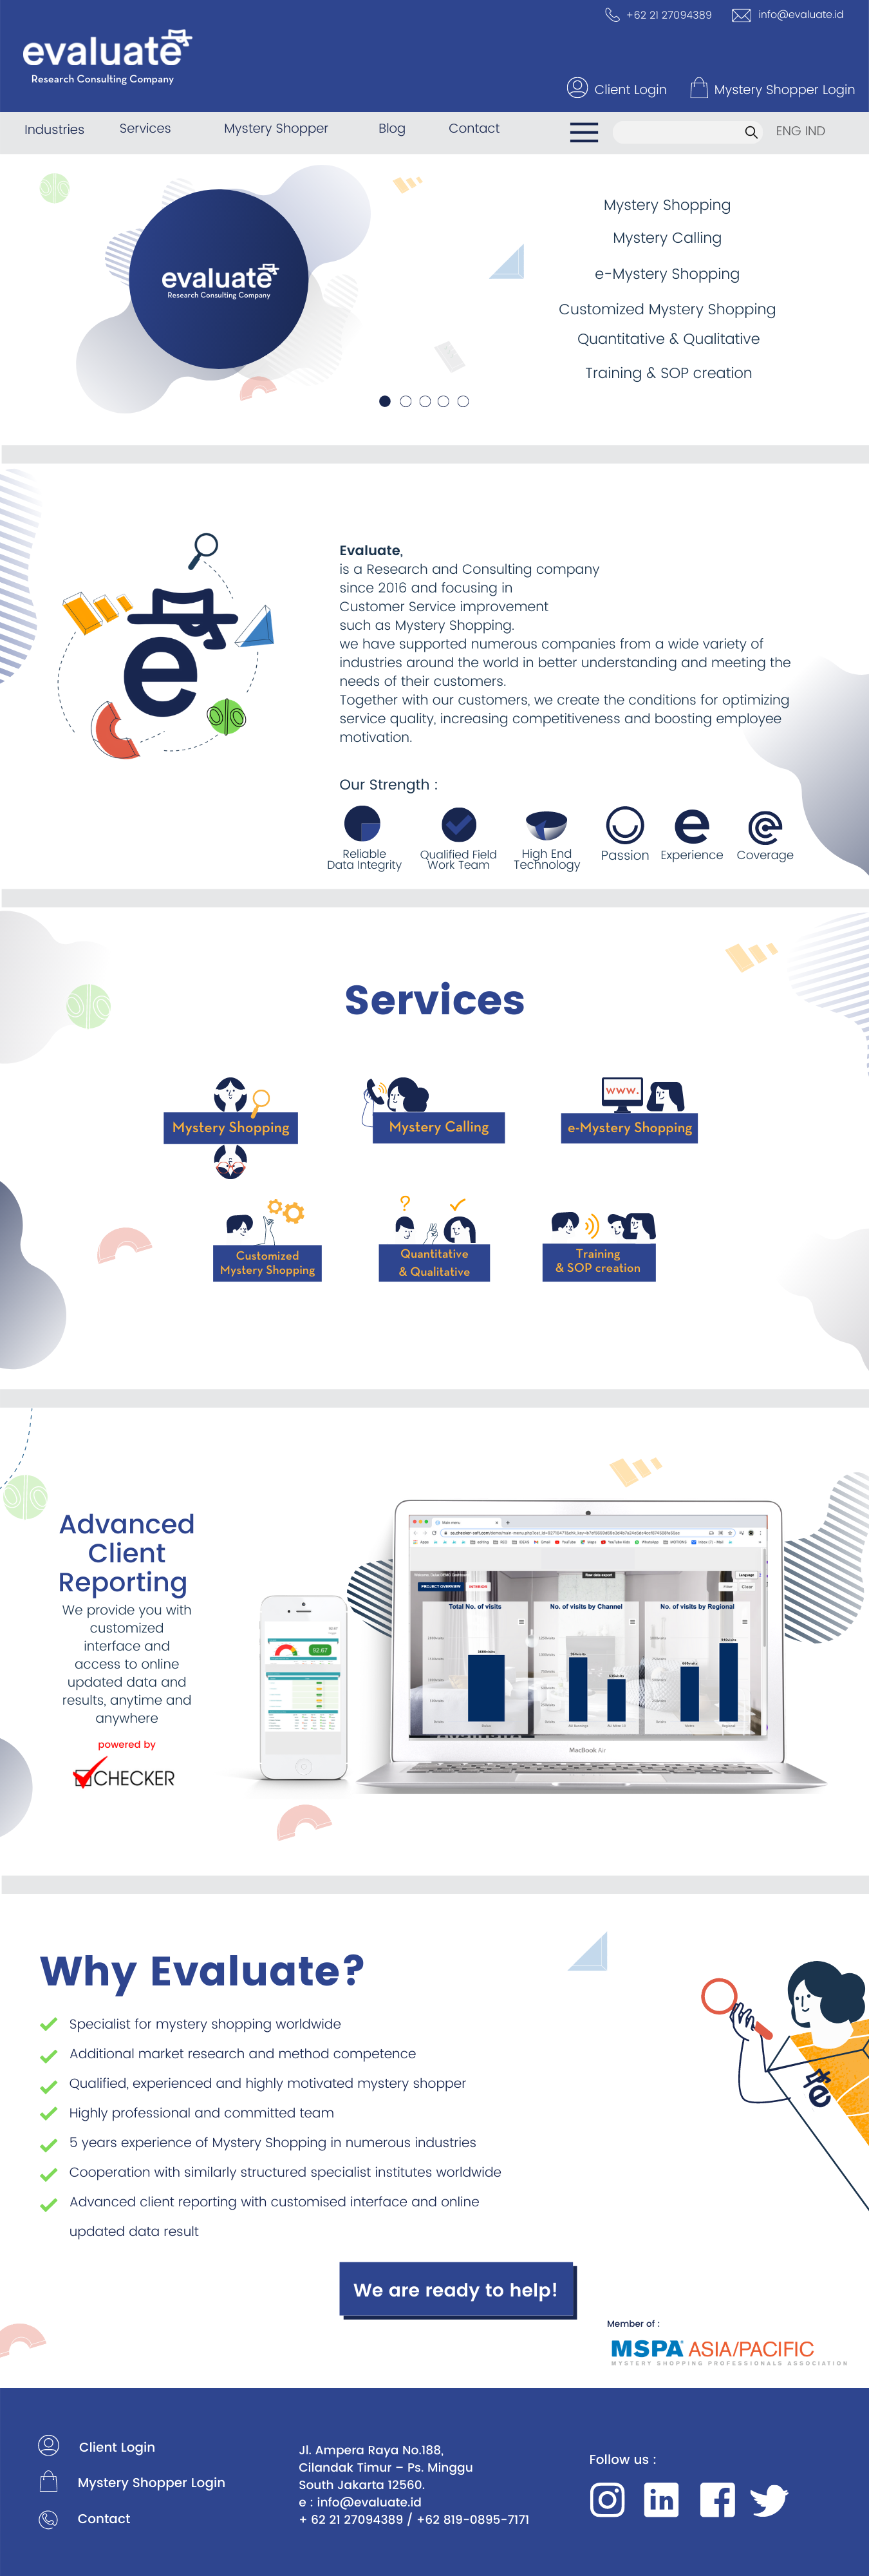 +62 21 27094389
info@evaluate.id
evaluate
Research Consulting Company
Client Login
Mystery Shopper Login
Industries
Services
Mystery Shopper
Blog
Contact
ENG IND
evaluate
Research Consulting Company
Mystery Shopping
Mystery Calling
e-Mystery Shopping
Customized Mystery Shopping
Quantitative & Qualitative
Training & SOP creation
e
Evaluate,
is a Research and Consulting company
since 2016 and focusing in
Customer Service improvement
such as Mystery Shopping.
we have supported numerous companies from a wide variety of
industries around the world in better understanding and meeting the
needs of their customers.
Together with our customers, we create the conditions for optimizing
service quality, increasing competitiveness and boosting employee
motivation.
Our Strength :
Reliable
Data Integrity
Qualified Field
Work Team
High End
Technology
Passion
Experience
Coverage
Services
Mystery Shopping
Mystery Calling
www.
e-Mystery Shopping
Customized
Mystery Shopping
Quantitative
& Qualitative
Training
& SOP creation
Advanced
Client
Reporting
We provide you with
customized
interface and
access to online
updated data and
results, anytime and
anywhere
powered by
CHECKER
92.67
PROJECT OVERVIEW
INTERIOR
Language
Clear
Total No. of visits
No. of visits by Channel
No. of visits by Regional
MacBook Air
Why Evaluate?
Specialist for mystery shopping worldwide
Additional market research and method competence
Qualified, experienced and highly motivated mystery shopper
Highly professional and committed team
5 years experience of Mystery Shopping in numerous industries
Cooperation with similarly structured specialist institutes worldwide
Advanced client reporting with customised interface and online
updated data result
e
We are ready to help!
Member of :
MSPA ASIA/PACIFIC
MYSTERY SHOPPING PROFESSIONALS ASSOCIATION
Client Login
Mystery Shopper Login
Contact
Jl. Ampera Raya No.188,
Cilandak Timur – Ps. Minggu
South Jakarta 12560.
e : info@evaluate.id
+ 62 21 27094389 / +62 819-0895-7171
Follow us :